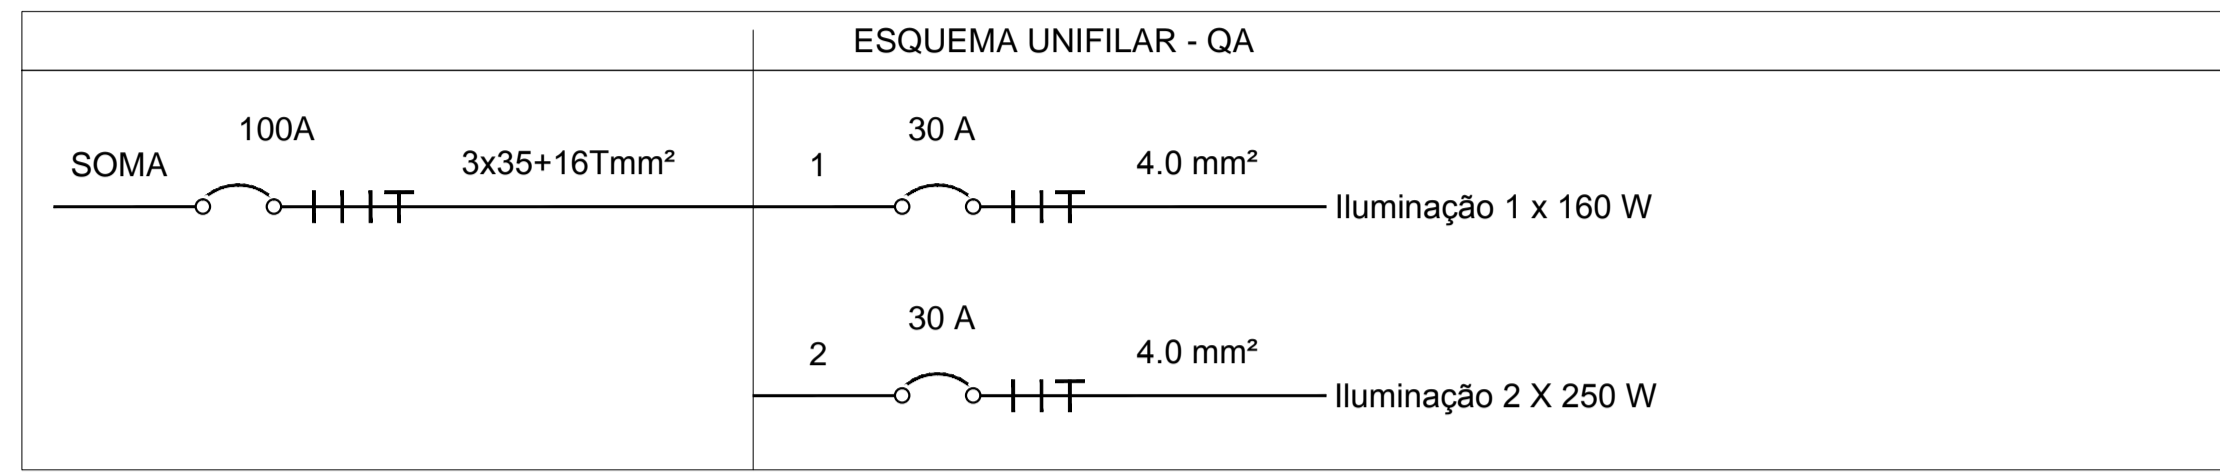 ESQUEMA UNIFILAR - QA
100A
SOMA
3x35+16Tmm²
30 A
1
4.0 mm²
Iluminação 1 x 160 W
30 A
2
4.0 mm²
Iluminação 2 X 250 W